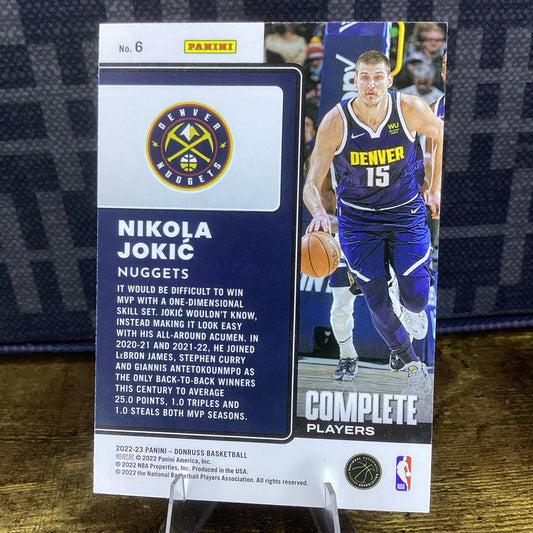 No. 6
PANINI
DENVER
NUGGETS
WU
DENVER
15
NIKOLA
JOKIĆ
NUGGETS
IT WOULD BE DIFFICULT TO WIN
MVP WITH A ONE-DIMENSIONAL
SKILL SET. JOKIĆ WOULDN'T KNOW,
INSTEAD MAKING IT LOOK EASY
WITH HIS ALL-AROUND ACUMEN. IN
2020-21 AND 2021-22, HE JOINED
LeBRON JAMES, STEPHEN CURRY
AND GIANNIS ANTETOKOUNMPO AS
THE ONLY BACK-TO-BACK WINNERS
THIS CENTURY TO AVERAGE
25.0 POINTS, 1.0 TRIPLES AND
1.0 STEALS BOTH MVP SEASONS.
COMPLETE
PLAYERS
2022-23 PANINI – DONRUSS BASKETBALL
帕尼尼 © 2022 Panini America, Inc.
© 2022 NBA Properties, Inc. Produced in the USA.
© 2022 the National Basketball Players Association. All rights reserved.
NBA